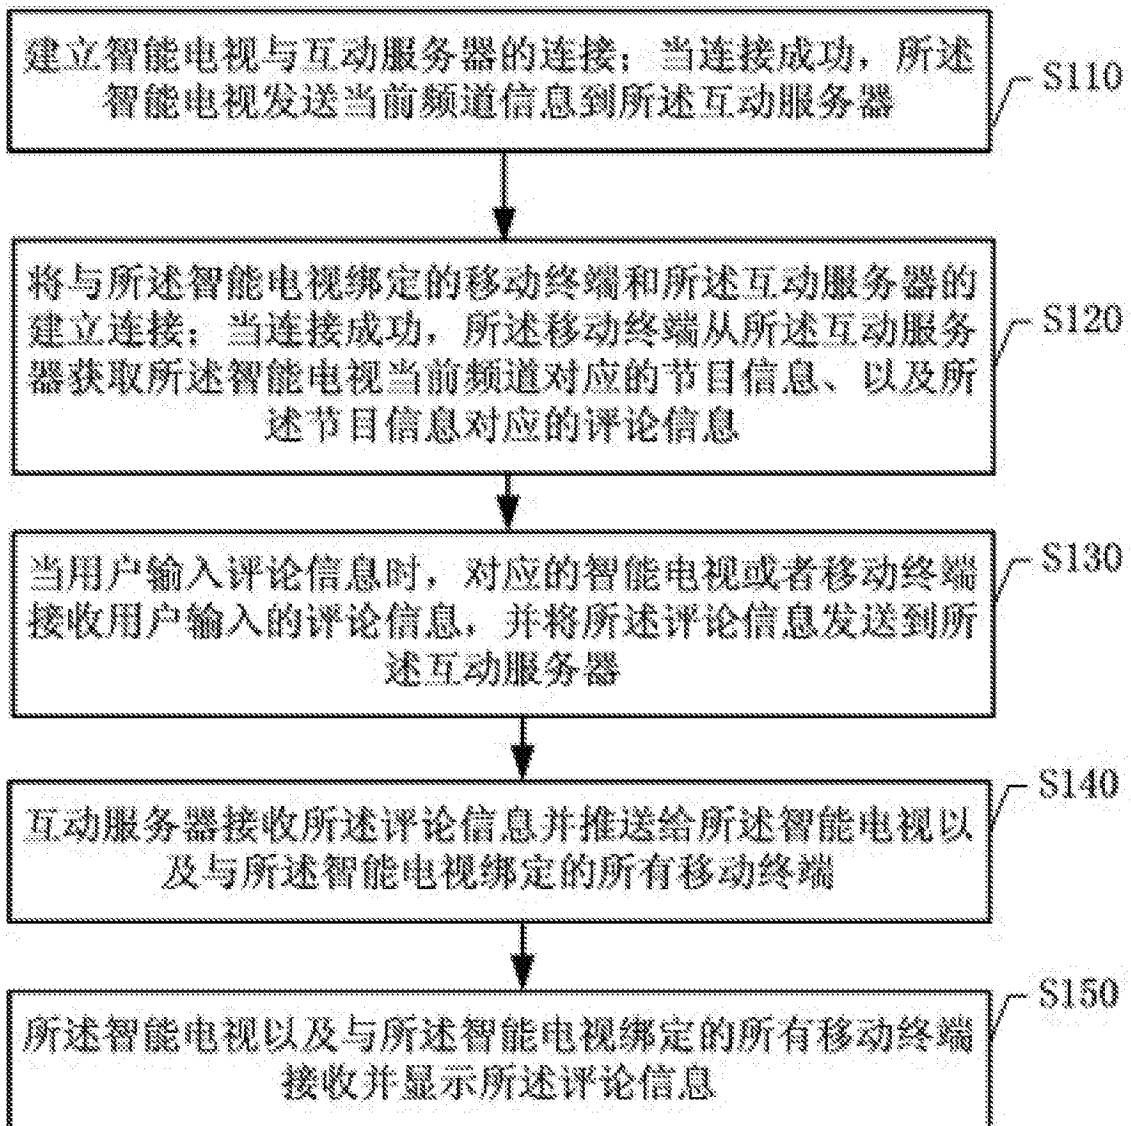 建立智能电视与互动服务器的连接；当连接成功，所述
智能电视发送当前频道信息到所述互动服务器
S110
将与所述智能电视绑定的移动终端和所述互动服务器的
建立连接；当连接成功，所述移动终端从所述互动服务
器获取所述智能电视当前频道对应的节目信息、以及所
述节目信息对应的评论信息
S120
当用户输入评论信息时，对应的智能电视或者移动终端
接收用户输入的评论信息，并将所述评论信息发送到所
述互动服务器
S130
互动服务器接收所述评论信息并推送给所述智能电视以
及与所述智能电视绑定的所有移动终端
S140
所述智能电视以及与所述智能电视绑定的所有移动终端
接收并显示所述评论信息
S150